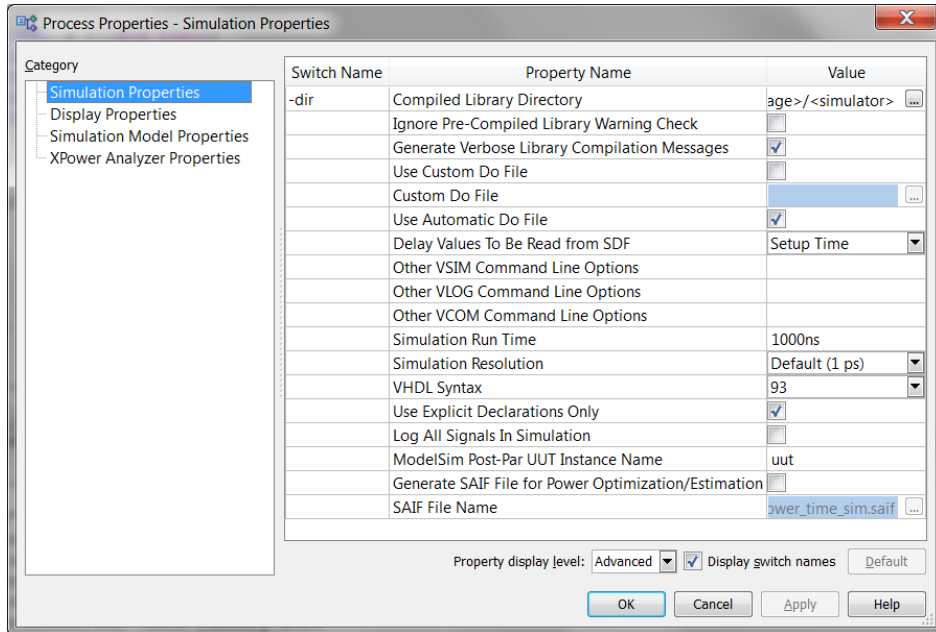 Process Properties - Simulation Properties
Category
Simulation Properties
Display Properties
Simulation Model Properties
XPower Analyzer Properties
Switch Name Property Name Value
-dir Compiled Library Directory age>/<simulator> ...
Ignore Pre-Compiled Library Warning Check
Generate Verbose Library Compilation Messages
Use Custom Do File
Custom Do File ...
Use Automatic Do File
Delay Values To Be Read from SDF Setup Time
Other VSIM Command Line Options
Other VLOG Command Line Options
Other VCOM Command Line Options
Simulation Run Time 1000ns
Simulation Resolution Default (1 ps)
VHDL Syntax 93
Use Explicit Declarations Only
Log All Signals In Simulation
ModelSim Post-Par UUT Instance Name uut
Generate SAIF File for Power Optimization/Estimation
SAIF File Name ower_time_sim.saif ...
Property display level: Advanced Display switch names Default
OK Cancel Apply Help